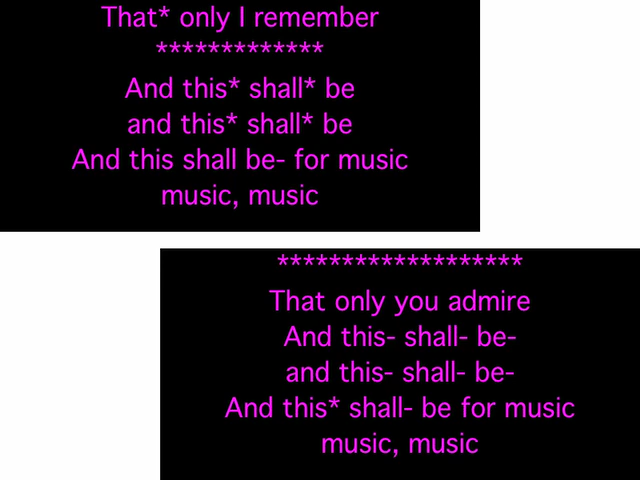 That* only I remember
*************
And this* shall* be
and this* shall* be
And this shall be- for music
music, music
*******************
That only you admire
And this- shall- be-
and this- shall- be-
And this* shall- be for music
music, music